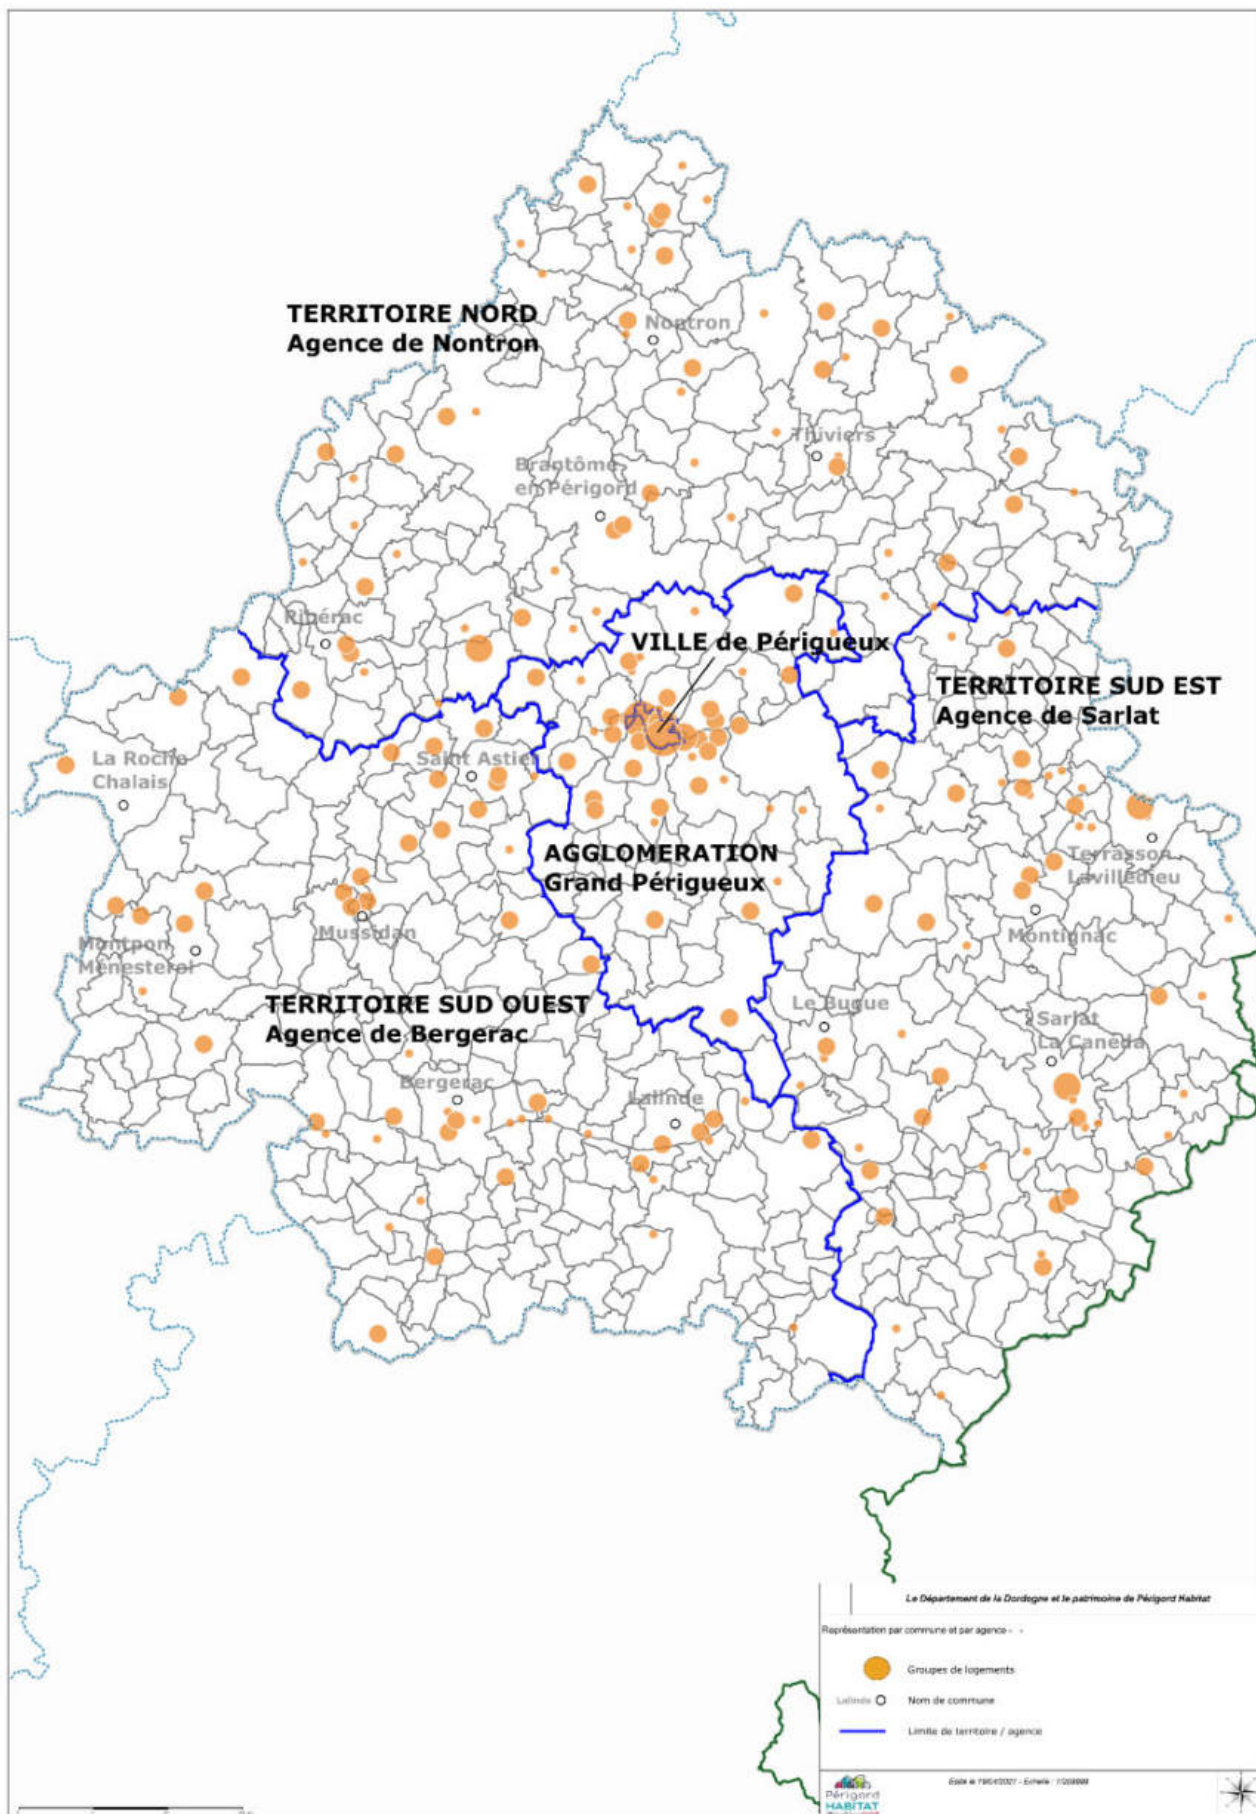 TERRITOIRE NORD
Agence de Nontron
Nontron
Thiviers
Brantôme
en Périgord
Ribérac
VILLE de Périgueux
TERRITOIRE SUD EST
Agence de Sarlat
La Roche
Chalais
Saint Astier
AGGLOMERATION
Grand Périgueux
Terrasson
Lavilledieu
Mussidan
Montignac
Montpon
Ménesterol
TERRITOIRE SUD OUEST
Agence de Bergerac
Le Bugue
Sarlat
La Canéda
Bergerac
Lalinde
Le Département de la Dordogne et le patrimoine de Périgord Habitat
Représentation par commune et par agence - -
Groupes de logements
Lalinde Nom de commune
Limite de territoire / agence
Périgord
HABITAT